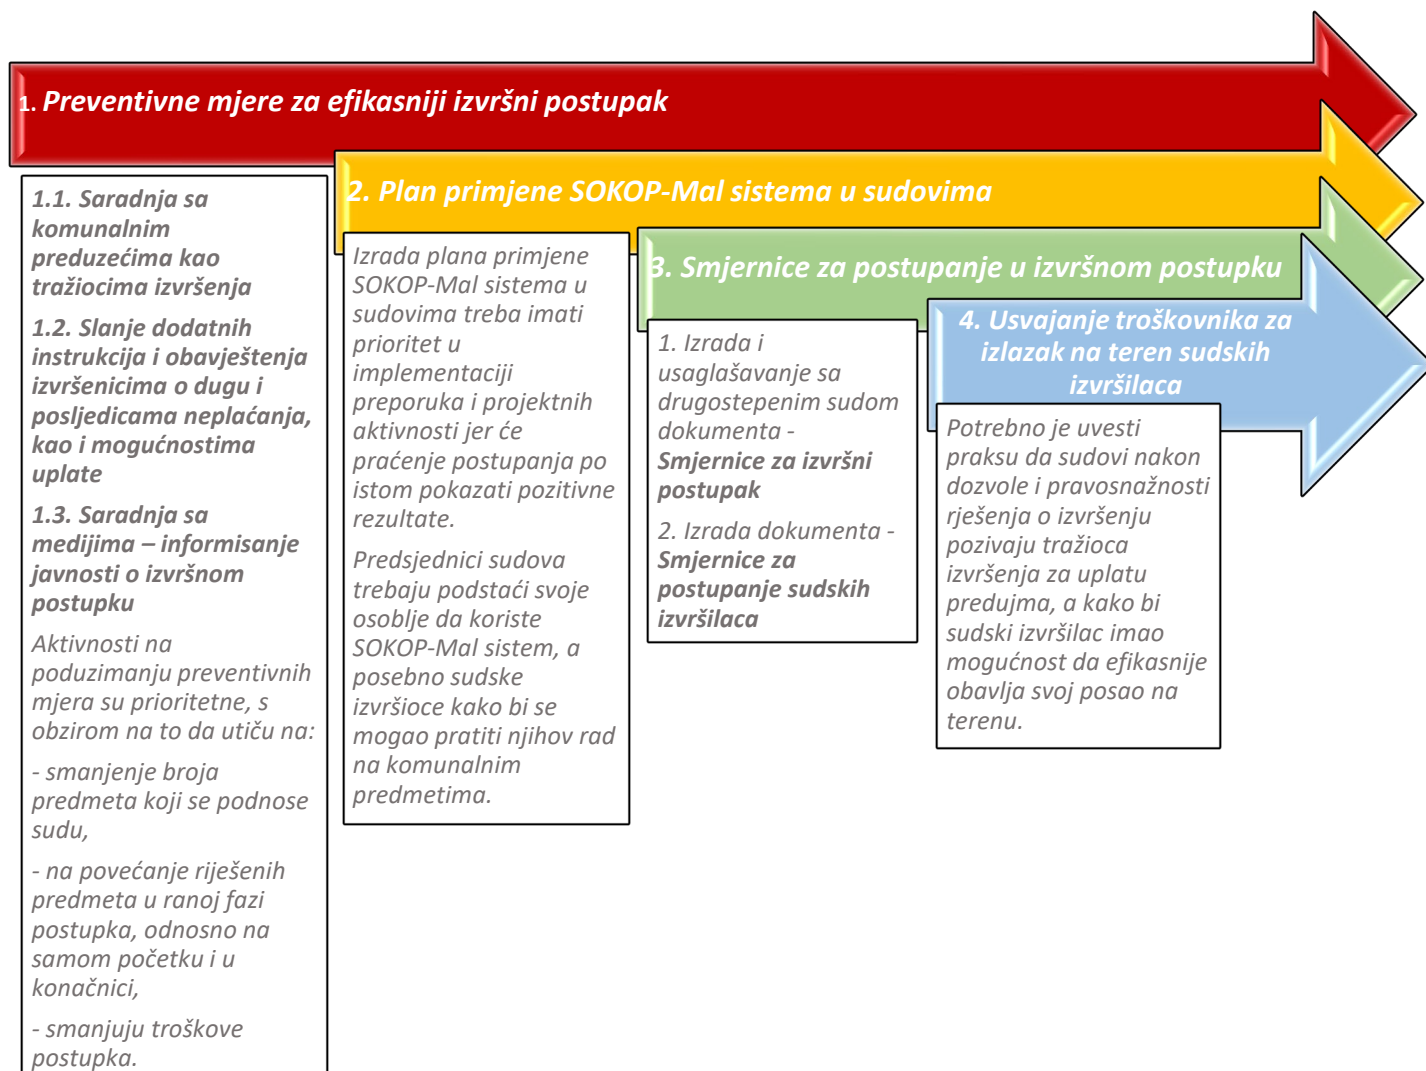 1. Preventivne mjere za efikasniji izvršni postupak
1.1. Saradnja sa
komunalnim
preduzećima kao
tražiocima izvršenja
1.2. Slanje dodatnih
instrukcija i obavještenja
izvršenicima o dugu i
posljedicama neplaćanja,
kao i mogućnostima
uplate
1.3. Saradnja sa
medijima – informisanje
javnosti o izvršnom
postupku
Aktivnosti na
poduzimanju preventivnih
mjera su prioritetne, s
obzirom na to da utiču na:
- smanjenje broja
predmeta koji se podnose
sudu,
- na povećanje riješenih
predmeta u ranoj fazi
postupka, odnosno na
samom početku i u
konačnici,
- smanjuju troškove
postupka.
2. Plan primjene SOKOP-Mal sistema u sudovima
Izrada plana primjene
SOKOP-Mal sistema u
sudovima treba imati
prioritet u
implementaciji
preporuka i projektnih
aktivnosti jer će
praćenje postupanja po
istom pokazati pozitivne
rezultate.
Predsjednici sudova
trebaju podstaći svoje
osoblje da koriste
SOKOP-Mal sistem, a
posebno sudske
izvršioce kako bi se
mogao pratiti njihov rad
na komunalnim
predmetima.
3. Smjernice za postupanje u izvršnom postupku
1. Izrada i
usaglašavanje sa
drugostepenim sudom
dokumenta -
Smjernice za izvršni
postupak
2. Izrada dokumenta -
Smjernice za
postupanje sudskih
izvršilaca
4. Usvajanje troškovnika za
izlazak na teren sudskih
izvršilaca
Potrebno je uvesti
praksu da sudovi nakon
dozvole i pravosnažnosti
rješenja o izvršenju
pozivaju tražioca
izvršenja za uplatu
predujma, a kako bi
sudski izvršilac imao
mogućnost da efikasnije
obavlja svoj posao na
terenu.